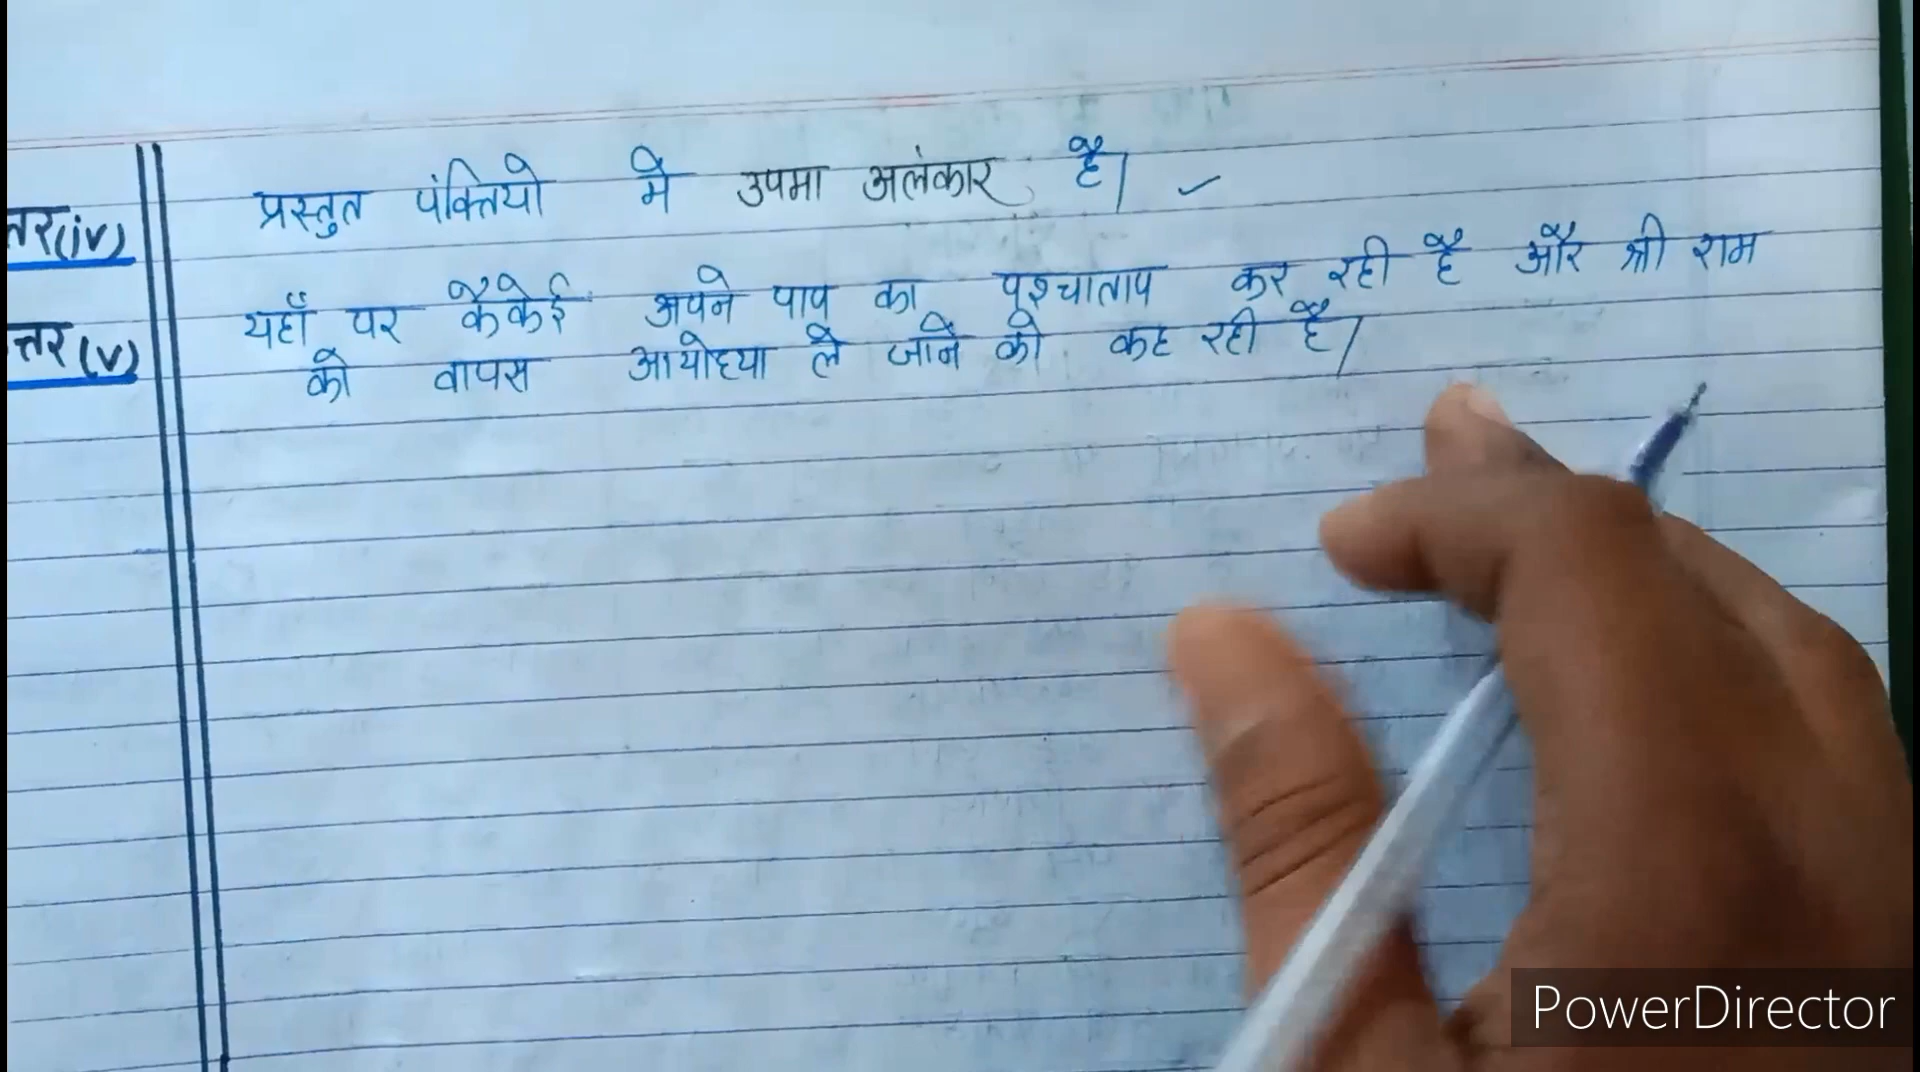 प्रस्तुत पंक्तियो मे उपमा अलंकार है।
त्तर(iv)
यहाँ पर कैकेई अपने पाप का पश्चाताप कर रही है और श्री राम
त्तर(v)
को वापस आयोध्या ले जाने को कह रही है।
PowerDirector